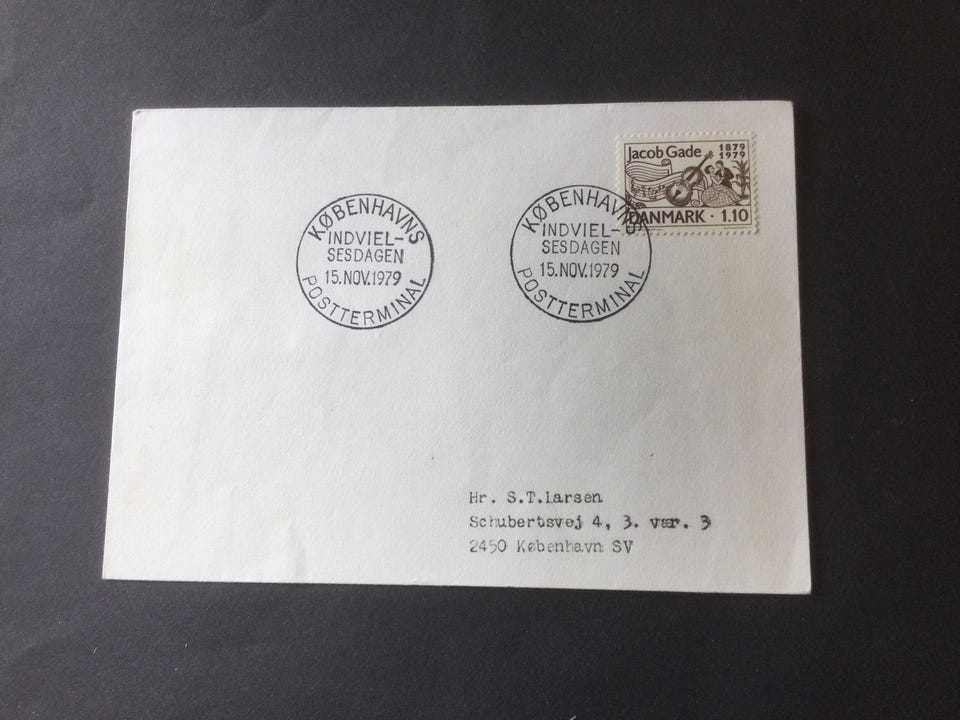 KØBENHAVNS
INDVIEL-
SESDAGEN
15.NOV.1979
POSTTERMINAL
KØBENHAVNS
INDVIEL-
SESDAGEN
15.NOV.1979
POSTTERMINAL
Jacob Gade 1879
1979
DANMARK · 1.10
Hr. S.T.Larsen
Schubertsvej 4, 3. vær. 3
2450 København SV